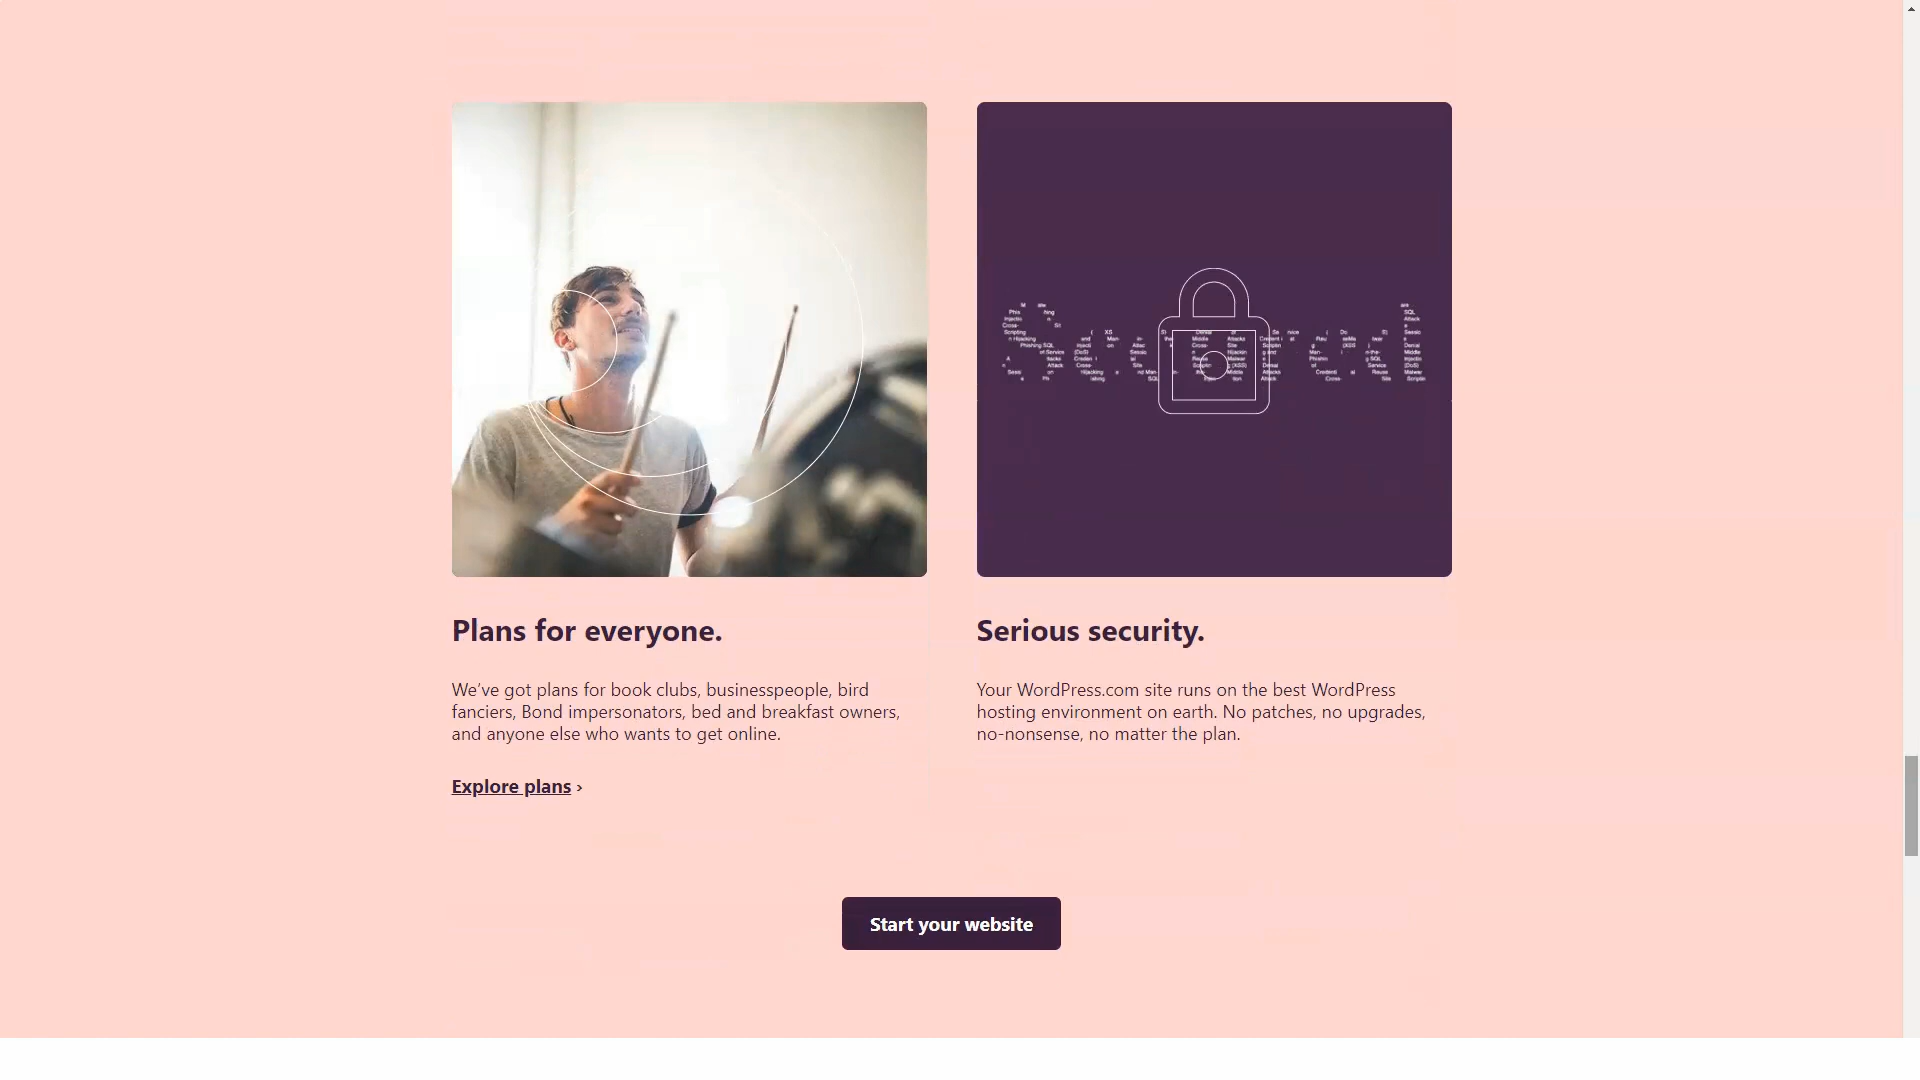 Plans for everyone.
We’ve got plans for book clubs, businesspeople, bird
fanciers, Bond impersonators, bed and breakfast owners,
and anyone else who wants to get online.
Explore plans ›
Serious security.
Your WordPress.com site runs on the best WordPress
hosting environment on earth. No patches, no upgrades,
no-nonsense, no matter the plan.
Start your website